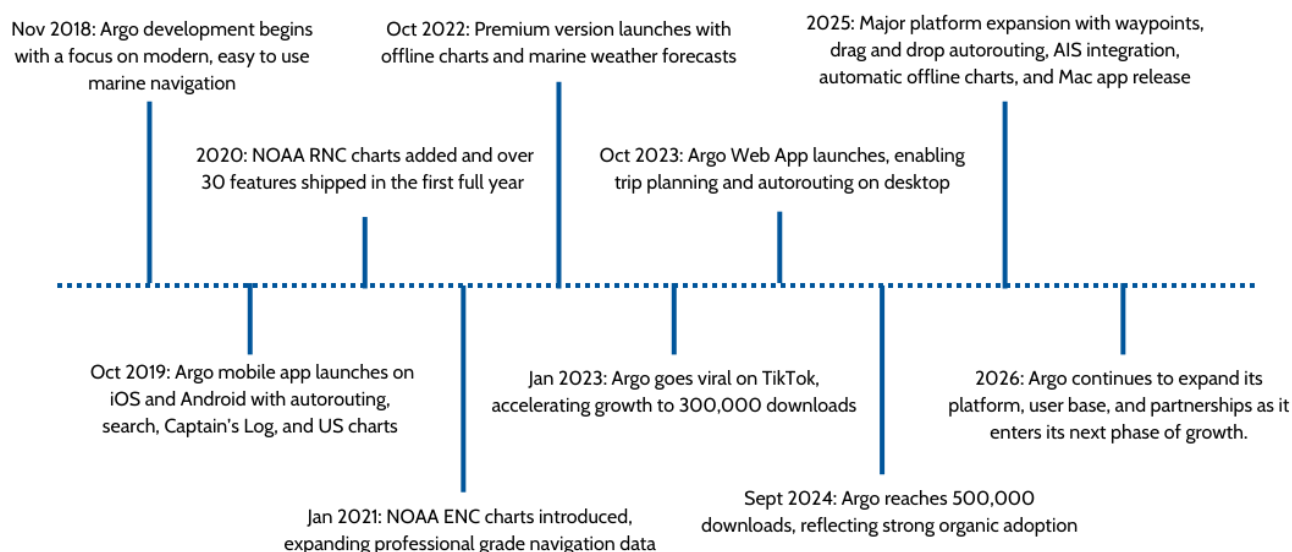 Nov 2018: Argo development begins
with a focus on modern, easy to use
marine navigation
Oct 2019: Argo mobile app launches on
iOS and Android with autorouting,
search, Captain's Log, and US charts
2020: NOAA RNC charts added and over
30 features shipped in the first full year
Jan 2021: NOAA ENC charts introduced,
expanding professional grade navigation data
Oct 2022: Premium version launches with
offline charts and marine weather forecasts
Jan 2023: Argo goes viral on TikTok,
accelerating growth to 300,000 downloads
Oct 2023: Argo Web App launches, enabling
trip planning and autorouting on desktop
Sept 2024: Argo reaches 500,000
downloads, reflecting strong organic adoption
2025: Major platform expansion with waypoints,
drag and drop autorouting, AIS integration,
automatic offline charts, and Mac app release
2026: Argo continues to expand its
platform, user base, and partnerships as it
enters its next phase of growth.